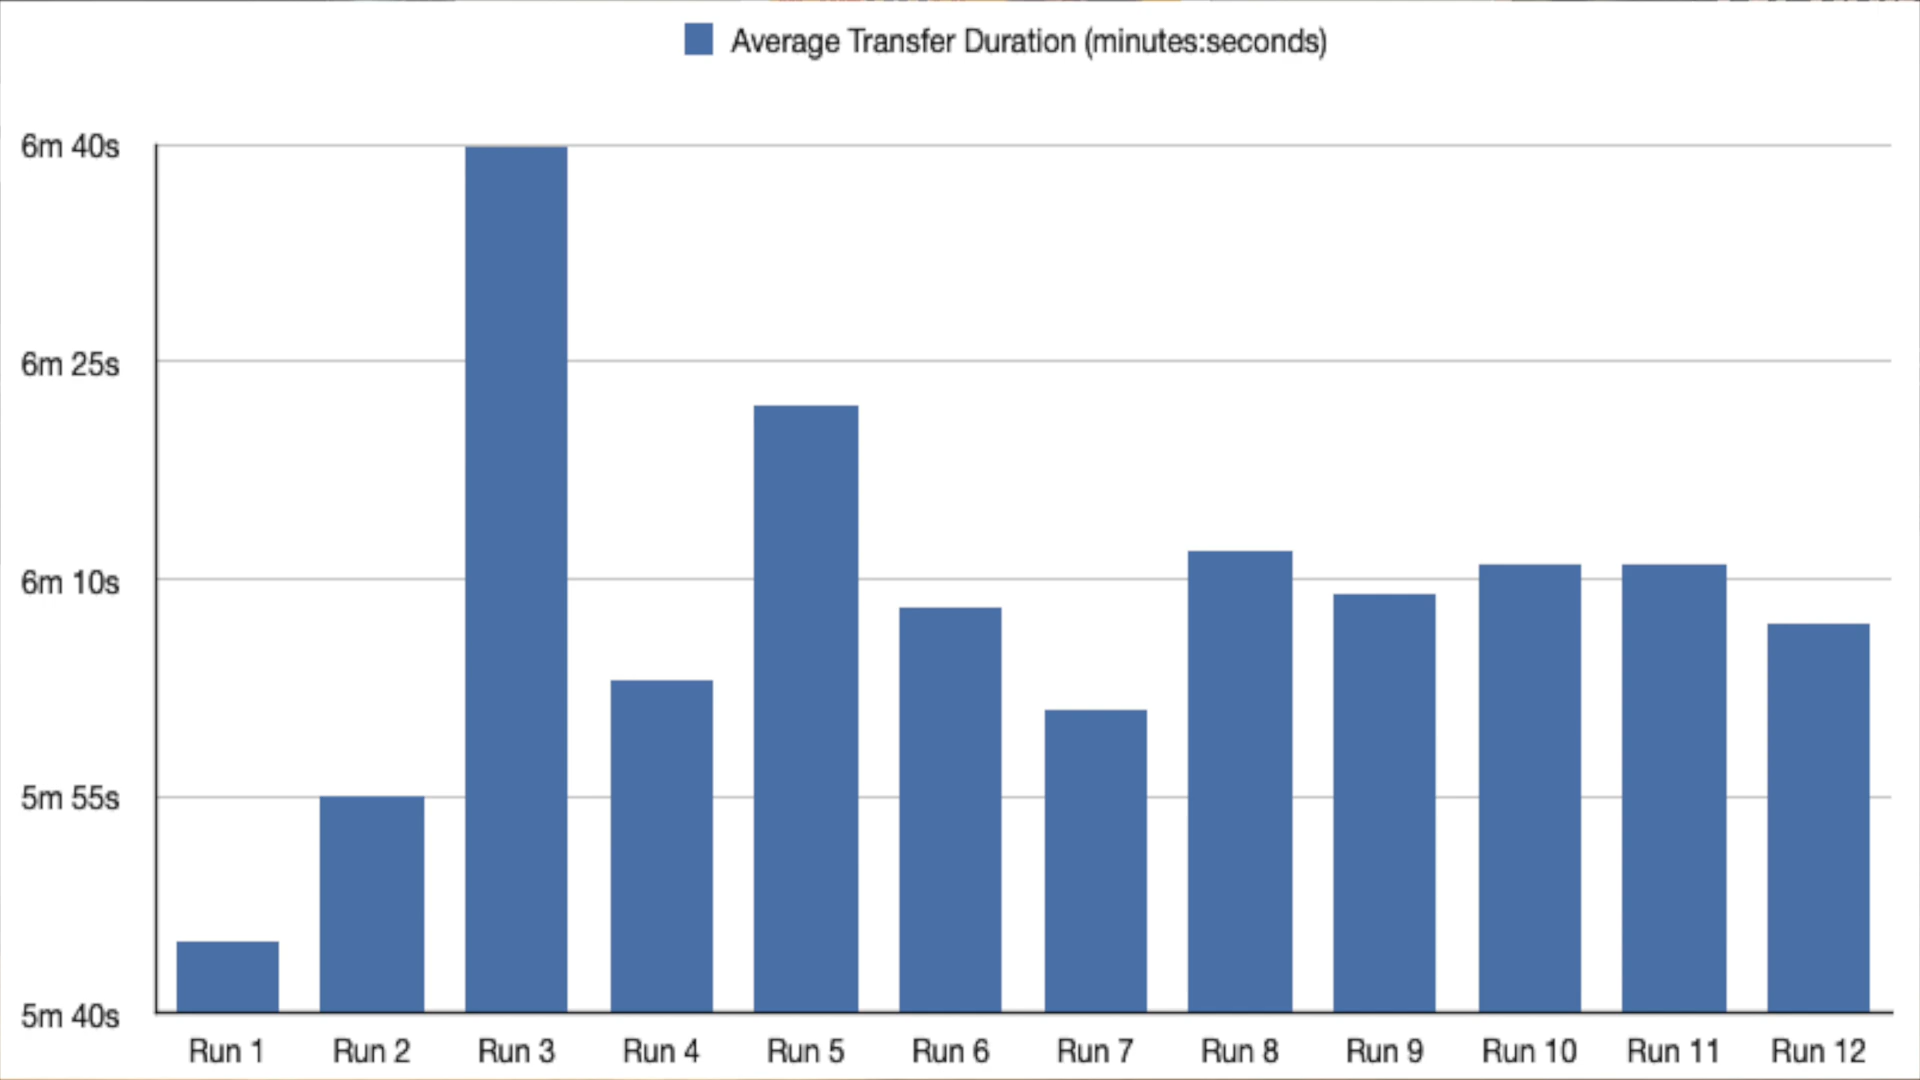 Average Transfer Duration (minutes:seconds)
6m 40s
6m 25s
6m 10s
5m 55s
5m 40s
Run 1 Run 2 Run 3 Run 4 Run 5 Run 6 Run 7 Run 8 Run 9 Run 10 Run 11 Run 12